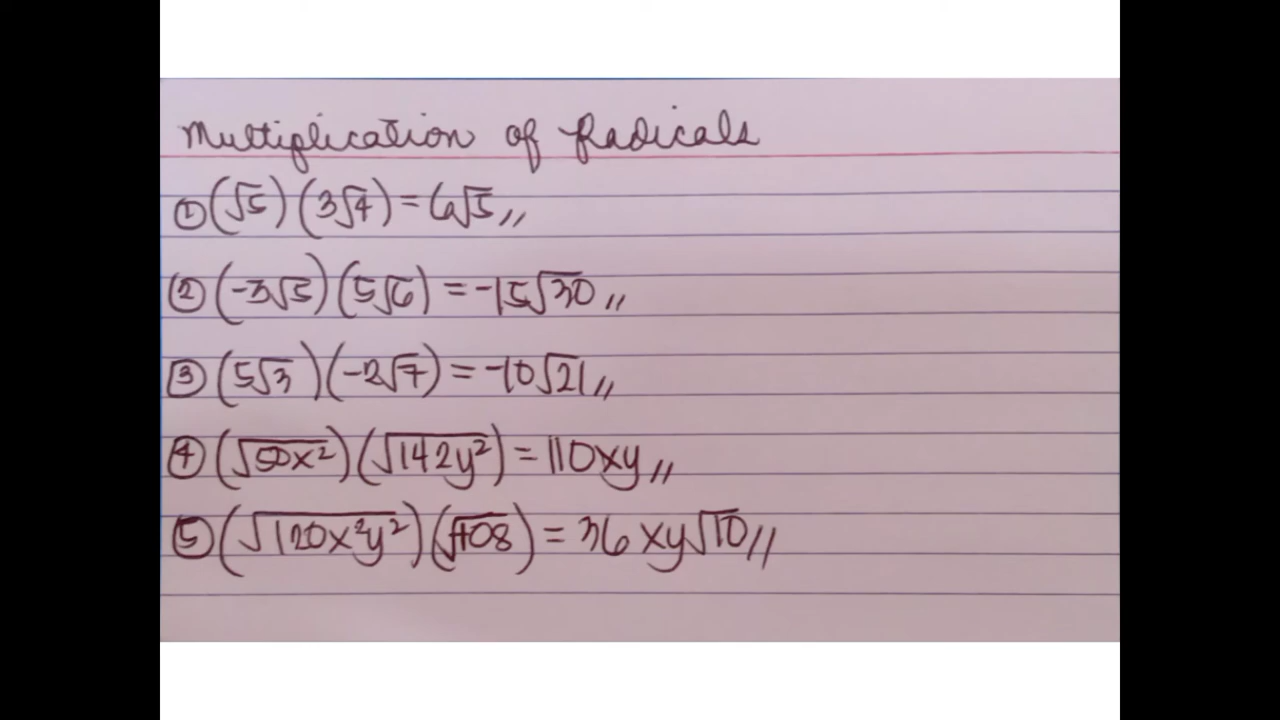 Multiplication of Radicals
① (√5)(3√4) = 6√5,,
② (-3√5)(5√6) = -15√30,,
③ (5√3)(-2√7) = -10√21,,
④ (√50x²)(√142y²) = 110xy,,
⑤ (√120x²y²)(√108) = 36xy√10,,